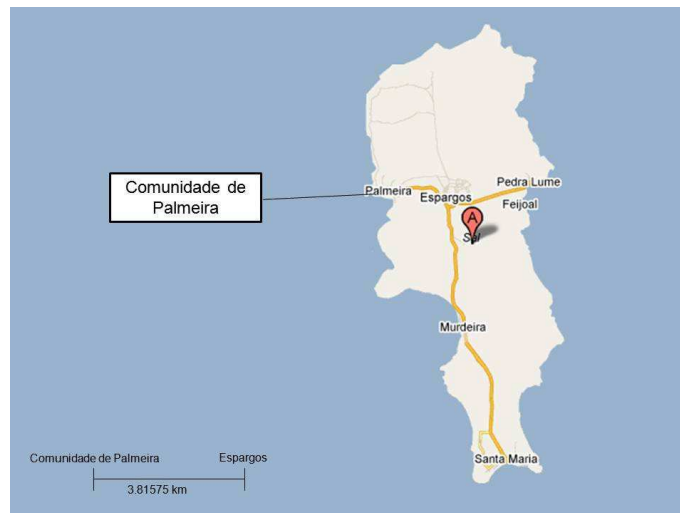 Comunidade de
Palmeira
Palmeira
Espargos
Pedra Lume
Feijoal
A
Sal
Murdeira
Santa Maria
Comunidade de Palmeira
Espargos
3.81575 km